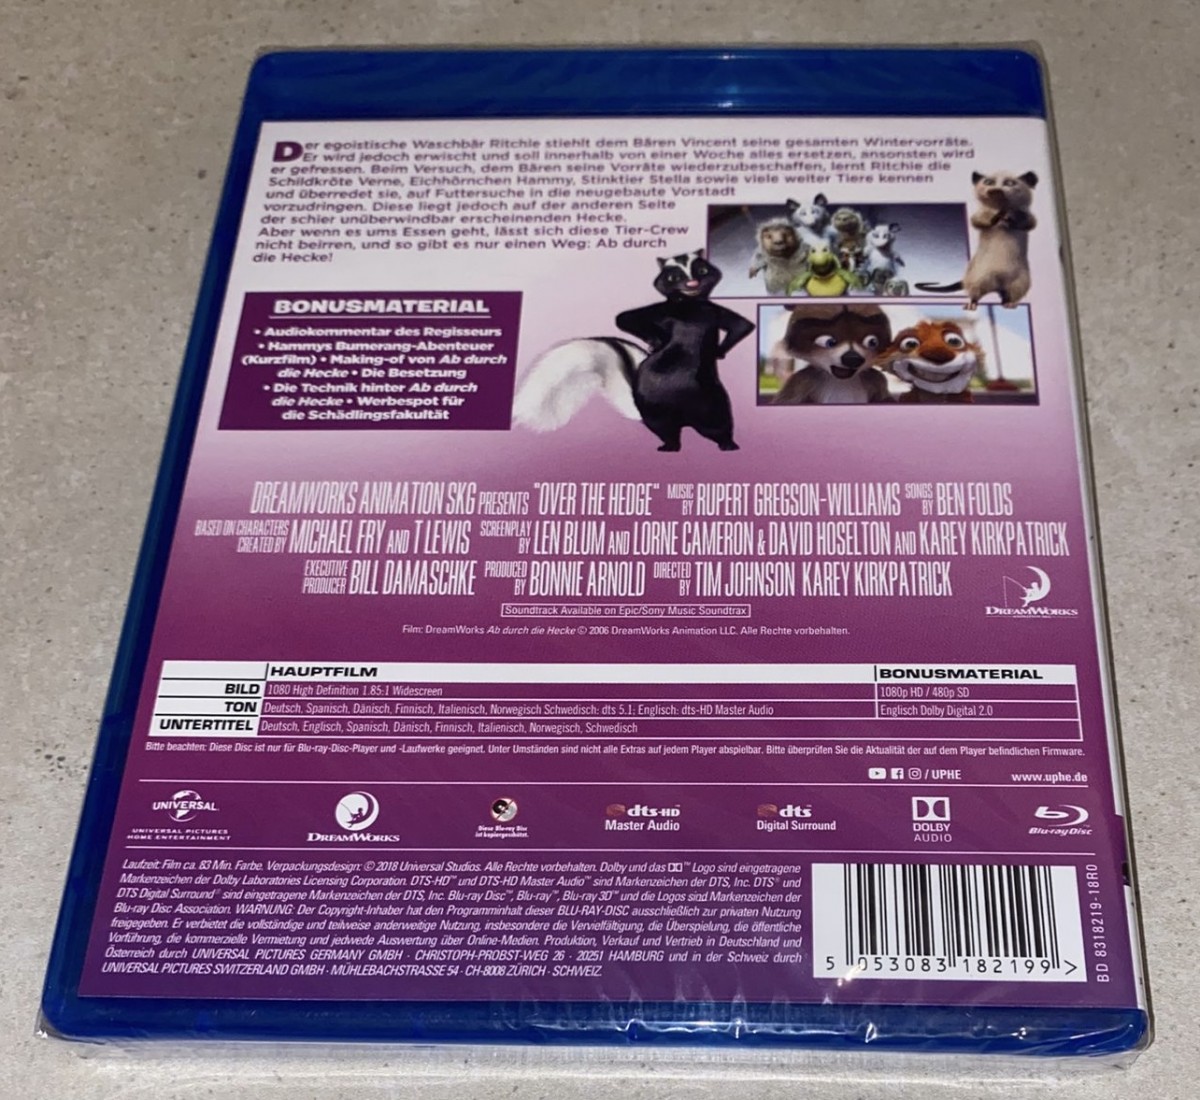 Der egoistische Waschbär Ritchie stiehlt dem Bären Vincent seine gesamten Wintervorräte.
Er wird jedoch erwischt und soll innerhalb von einer Woche alles ersetzen, ansonsten wird
er gefressen. Beim Versuch, dem Bären seine Vorräte wiederzubeschaffen, lernt Ritchie die
Schildkröte Verne, Eichhörnchen Hammy, Stinktier Stella sowie viele weiter Tiere kennen
und überredet sie, auf Futtersuche in die neugebaute Vorstadt
vorzudringen. Diese liegt jedoch auf der anderen Seite
der schier unüberwindbar erscheinenden Hecke.
Aber wenn es ums Essen geht, lässt sich diese Tier-Crew
nicht beirren, und so gibt es nur einen Weg: Ab durch
die Hecke!
BONUSMATERIAL
• Audiokommentar des Regisseurs
• Hammys Bumerang-Abenteuer
(Kurzfilm) • Making-of von Ab durch
die Hecke • Die Besetzung
• Die Technik hinter Ab durch
die Hecke • Werbespot für
die Schädlingsfakultät
DREAMWORKS ANIMATION SKG PRESENTS "OVER THE HEDGE" MUSIC BY RUPERT GREGSON-WILLIAMS SONGS BY BEN FOLDS
BASED ON CHARACTERS CREATED BY MICHAEL FRY AND T LEWIS SCREENPLAY BY LEN BLUM AND LORNE CAMERON & DAVID HOSELTON AND KAREY KIRKPATRICK
EXECUTIVE PRODUCER BILL DAMASCHKE PRODUCED BY BONNIE ARNOLD DIRECTED BY TIM JOHNSON KAREY KIRKPATRICK
DREAMWORKS
Soundtrack Available on Epic/Sony Music Soundtrax
Film: DreamWorks Ab durch die Hecke © 2006 DreamWorks Animation LLC. Alle Rechte vorbehalten.
HAUPTFILM BONUSMATERIAL
BILD 1080 High Definition 1.85:1 Widescreen 1080p HD / 480p SD
TON Deutsch, Spanisch, Dänisch, Finnisch, Italienisch, Norwegisch Schwedisch: dts 5.1; Englisch: dts-HD Master Audio Englisch Dolby Digital 2.0
UNTERTITEL Deutsch, Englisch, Spanisch, Dänisch, Finnisch, Italienisch, Norwegisch, Schwedisch
Bitte beachten: Diese Disc ist nur für Blu-ray-Disc-Player und -Laufwerke geeignet. Unter Umständen sind nicht alle Extras auf jedem Player abspielbar. Bitte überprüfen Sie die Aktualität der auf dem Player befindlichen Firmware.
/ UPHE www.uphe.de
UNIVERSAL
UNIVERSAL PICTURES
HOME ENTERTAINMENT
DREAMWORKS
Diese Blu-ray Disc
ist kopiergeschützt.
dts-HD
Master Audio
dts
Digital Surround
DOLBY
AUDIO
Blu-ray Disc
Laufzeit: Film ca. 83 Min. Farbe. Verpackungsdesign: © 2018 Universal Studios. Alle Rechte vorbehalten. Dolby und das ™ Logo sind eingetragene
Markenzeichen der Dolby Laboratories Licensing Corporation. DTS-HD™ und DTS-HD Master Audio™ sind Markenzeichen der DTS, Inc. DTS® und
DTS Digital Surround® sind eingetragene Markenzeichen der DTS, Inc. Blu-ray Disc™, Blu-ray™, Blu-ray 3D™ und die Logos sind Markenzeichen der
Blu-ray Disc Association. WARNUNG: Der Copyright-Inhaber hat den Programminhalt dieser BLU-RAY-DISC ausschließlich zur privaten Nutzung
freigegeben. Er verbietet die vollständige und teilweise anderweitige Nutzung, insbesondere die Vervielfältigung, die Überspielung, die öffentliche
Vorführung, die kommerzielle Vermietung und jedwede Auswertung über Online-Medien. Produktion, Verkauf und Vertrieb in Deutschland und
Österreich durch UNIVERSAL PICTURES GERMANY GMBH · CHRISTOPH-PROBST-WEG 26 · 20251 HAMBURG und in der Schweiz durch
UNIVERSAL PICTURES SWITZERLAND GMBH · MÜHLEBACHSTRASSE 54 · CH-8008 ZÜRICH · SCHWEIZ
5 053083 182199 >
BD 8318219-18R0